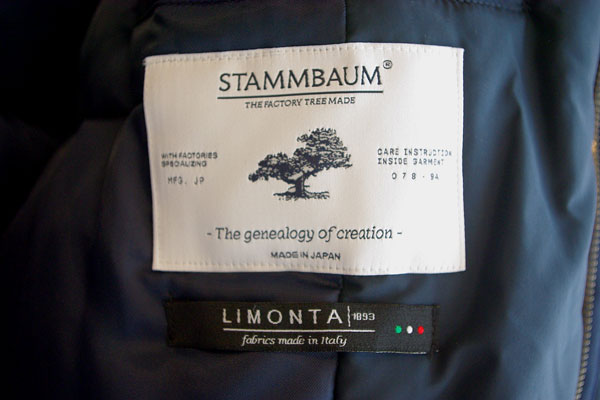 STAMMBAUM®
THE FACTORY TREE MADE
WITH FACTORIES
SPECIALIZING
MFG. JP
CARE INSTRUCTION
INSIDE GARMENT
078-94
- The genealogy of creation -
MADE IN JAPAN
LIMONTA | 1893
fabrics made in Italy